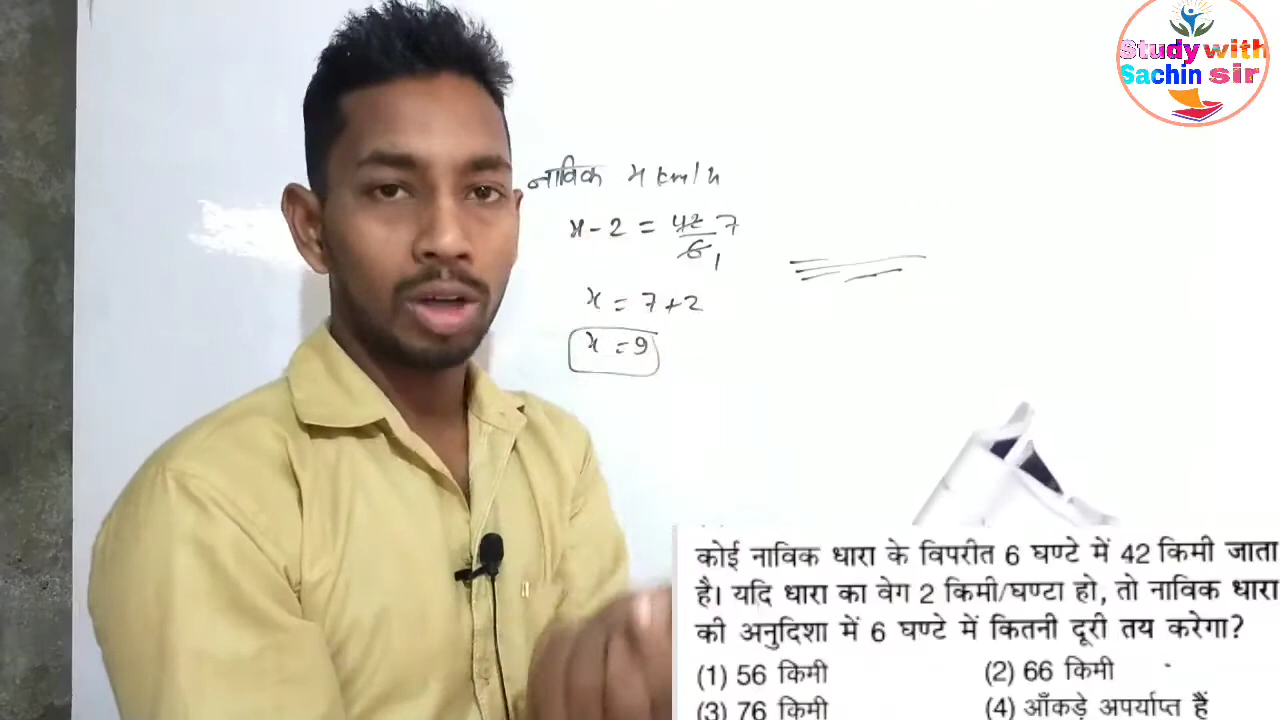 Study with
Sachin sir
नाविक x km/h
x - 2 = 42/6 7 1
x = 7+2
x = 9
कोई नाविक धारा के विपरीत 6 घण्टे में 42 किमी जाता
है। यदि धारा का वेग 2 किमी/घण्टा हो, तो नाविक धारा
की अनुदिशा में 6 घण्टे में कितनी दूरी तय करेगा?
(1) 56 किमी (2) 66 किमी
(3) 76 किमी (4) आँकड़े अपर्याप्त हैं